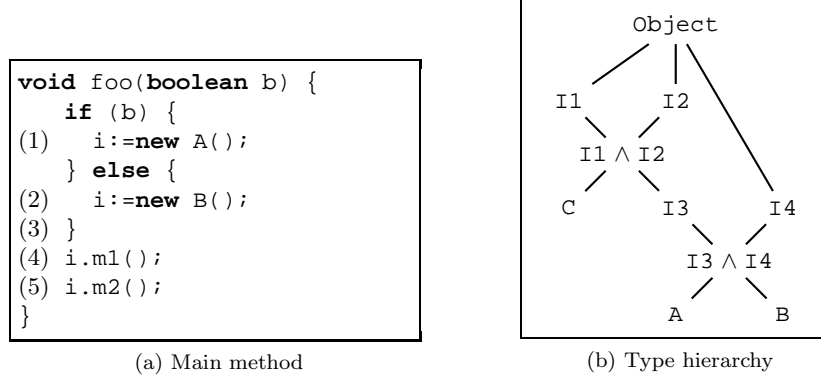 void foo(boolean b) {
if (b) {
(1) i:=new A();
} else {
(2) i:=new B();
(3) }
(4) i.m1();
(5) i.m2();
}
(a) Main method
Object
I1 I2
I1 ∧ I2
C I3 I4
I3 ∧ I4
A B
(b) Type hierarchy